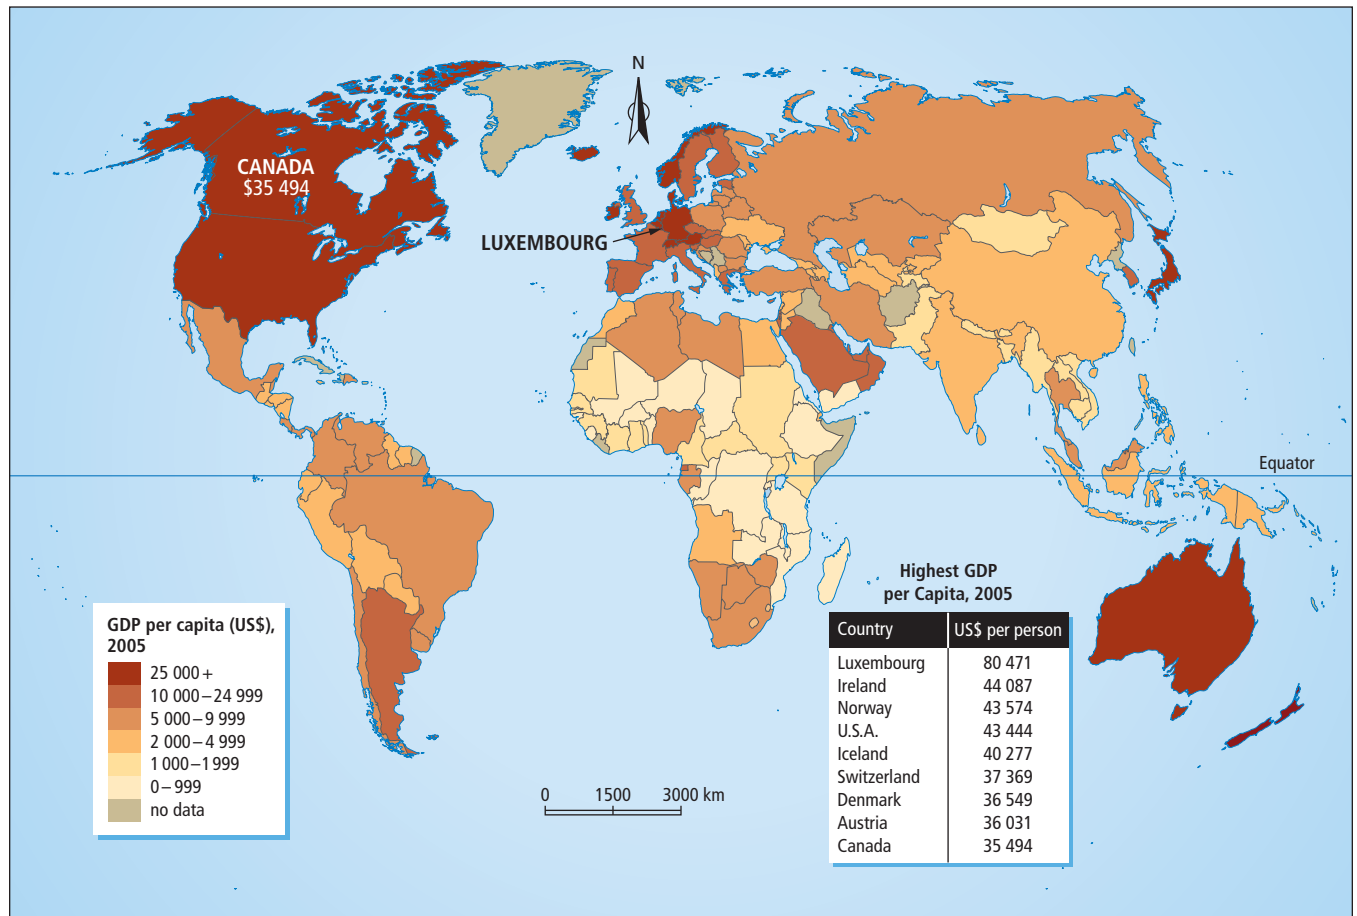 N
CANADA
$35 494
LUXEMBOURG
Equator
GDP per capita (US$),
2005
25 000 +
10 000 – 24 999
5 000 – 9 999
2 000 – 4 999
1 000 – 1 999
0 – 999
no data
0 1500 3000 km
Highest GDP
per Capita, 2005
Country US$ per person
Luxembourg 80 471
Ireland 44 087
Norway 43 574
U.S.A. 43 444
Iceland 40 277
Switzerland 37 369
Denmark 36 549
Austria 36 031
Canada 35 494